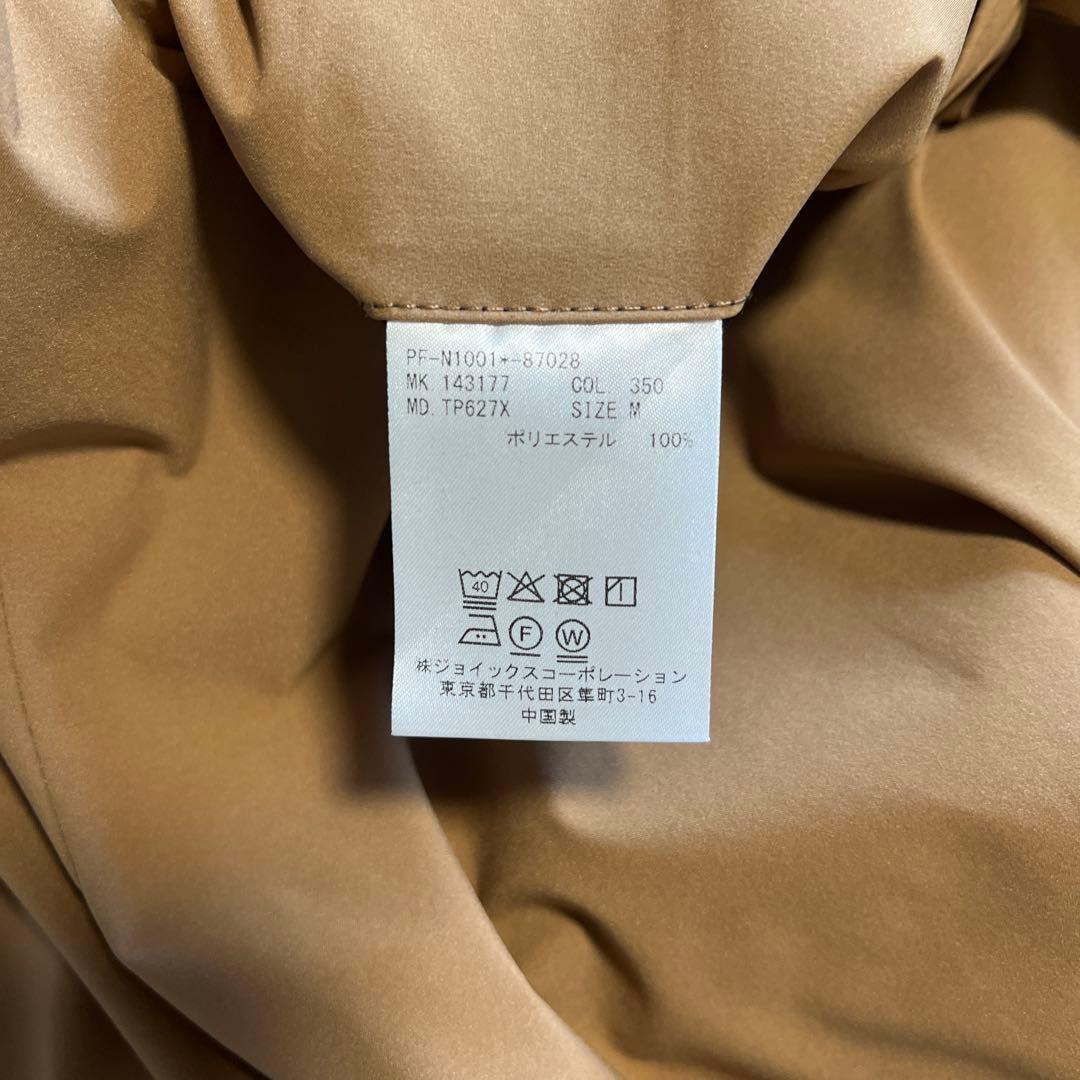 PF-N1001*-87028
MK 143177 COL. 350
MD. TP627X SIZE M
ポリエステル 100%
40
F W
㈱ジョイックスコーポレーション
東京都千代田区隼町3-16
中国製